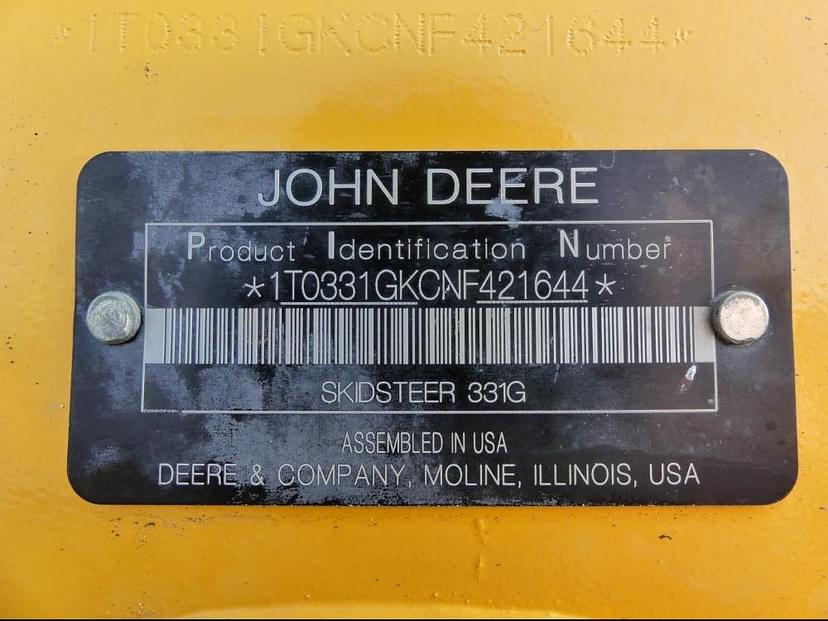 *1T0331GKCNF421644*
JOHN DEERE
Product Identification Number
*1T0331GKCNF421644*
SKIDSTEER 331G
ASSEMBLED IN USA
DEERE & COMPANY, MOLINE, ILLINOIS, USA